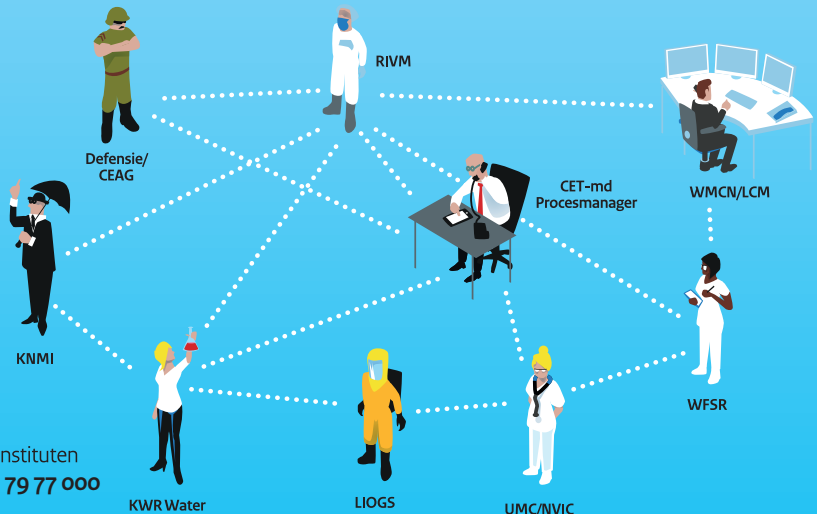 RIVM
Defensie/
CEAG
CET-md
Procesmanager
WMCN/LCM
KNMI
WFSR
nstituten
79 77 000
KWR Water
LIOGS
UMC/NVIC